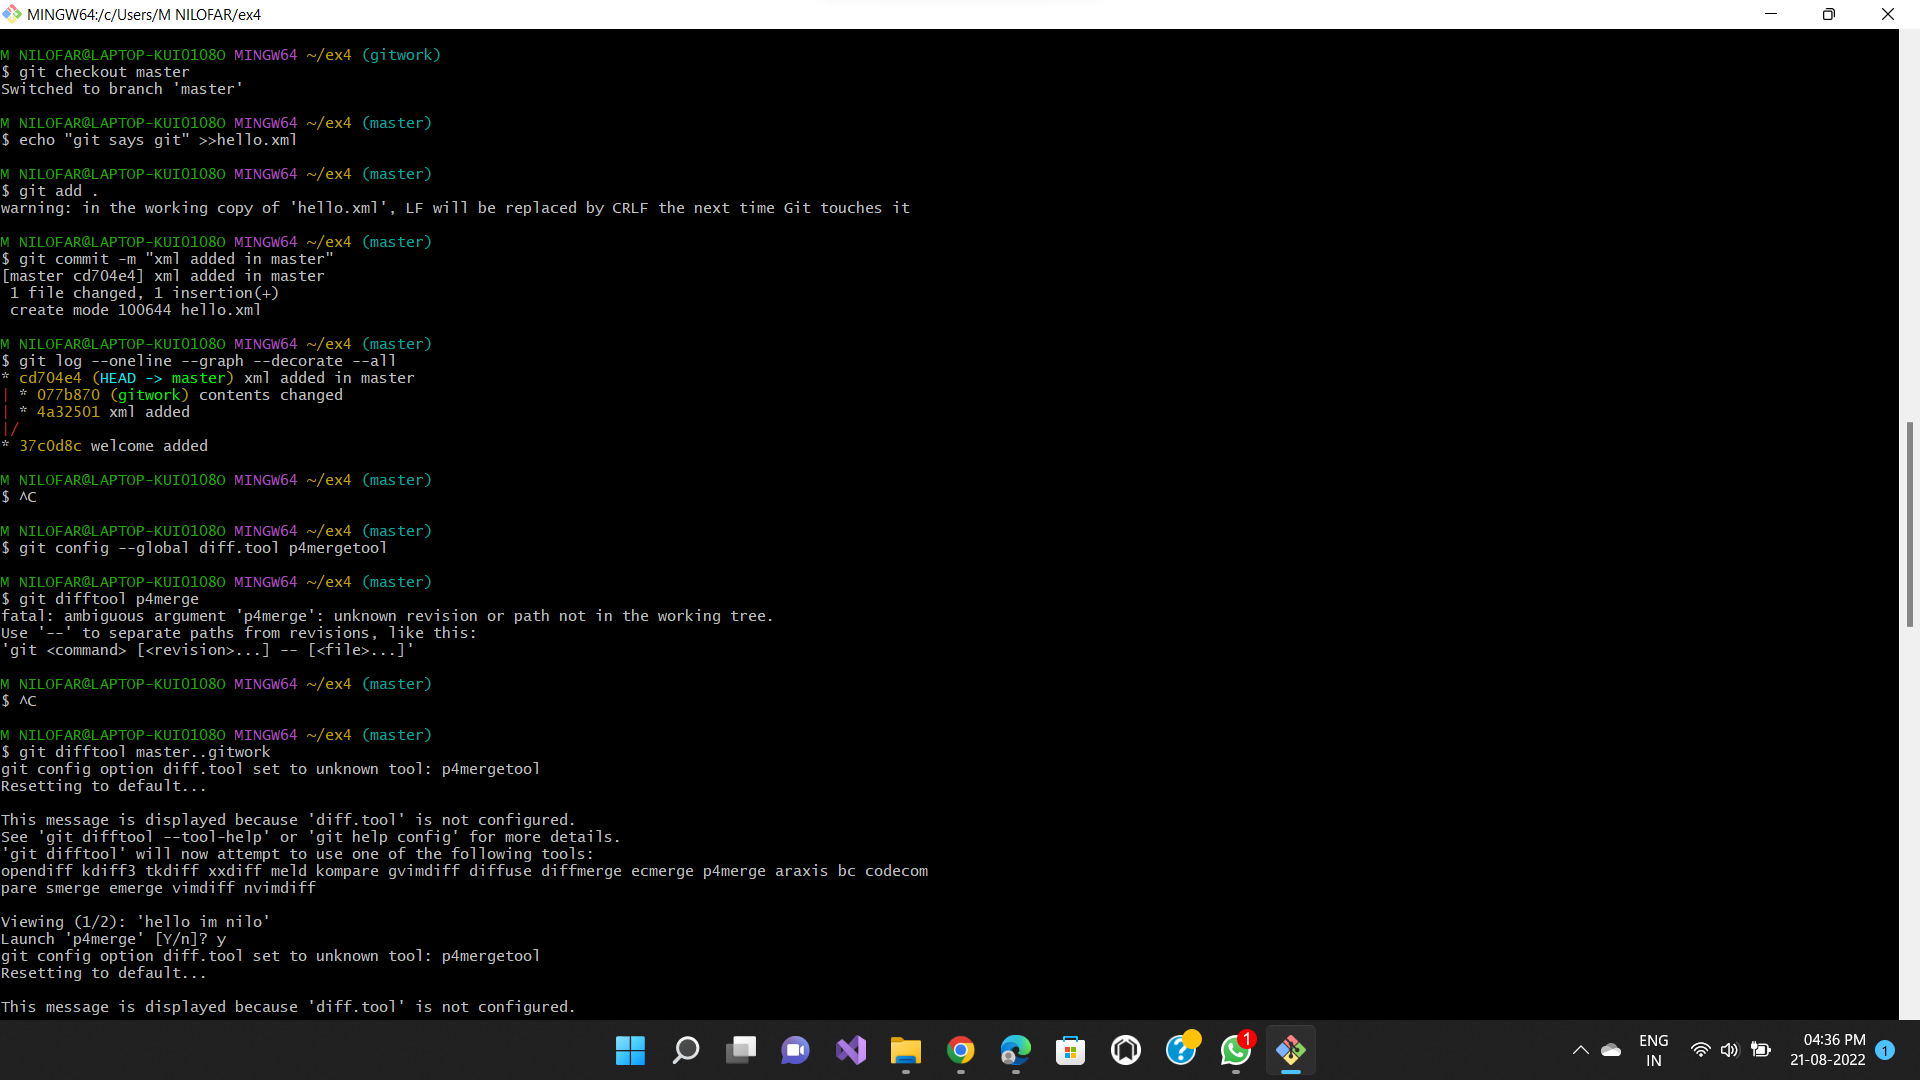 MINGW64:/c/Users/M NILOFAR/ex4
M NILOFAR@LAPTOP-KUI0108O MINGW64 ~/ex4 (gitwork)
$ git checkout master
Switched to branch 'master'
M NILOFAR@LAPTOP-KUI0108O MINGW64 ~/ex4 (master)
$ echo "git says git" >>hello.xml
M NILOFAR@LAPTOP-KUI0108O MINGW64 ~/ex4 (master)
$ git add .
warning: in the working copy of 'hello.xml', LF will be replaced by CRLF the next time Git touches it
M NILOFAR@LAPTOP-KUI0108O MINGW64 ~/ex4 (master)
$ git commit -m "xml added in master"
[master cd704e4] xml added in master
 1 file changed, 1 insertion(+)
 create mode 100644 hello.xml
M NILOFAR@LAPTOP-KUI0108O MINGW64 ~/ex4 (master)
$ git log --oneline --graph --decorate --all
* cd704e4 (HEAD -> master) xml added in master
| * 077b870 (gitwork) contents changed
| * 4a32501 xml added
|/
* 37c0d8c welcome added
M NILOFAR@LAPTOP-KUI0108O MINGW64 ~/ex4 (master)
$ ^C
M NILOFAR@LAPTOP-KUI0108O MINGW64 ~/ex4 (master)
$ git config --global diff.tool p4mergetool
M NILOFAR@LAPTOP-KUI0108O MINGW64 ~/ex4 (master)
$ git difftool p4merge
fatal: ambiguous argument 'p4merge': unknown revision or path not in the working tree.
Use '--' to separate paths from revisions, like this:
'git <command> [<revision>...] -- [<file>...]'
M NILOFAR@LAPTOP-KUI0108O MINGW64 ~/ex4 (master)
$ ^C
M NILOFAR@LAPTOP-KUI0108O MINGW64 ~/ex4 (master)
$ git difftool master..gitwork
git config option diff.tool set to unknown tool: p4mergetool
Resetting to default...
This message is displayed because 'diff.tool' is not configured.
See 'git difftool --tool-help' or 'git help config' for more details.
'git difftool' will now attempt to use one of the following tools:
opendiff kdiff3 tkdiff xxdiff meld kompare gvimdiff diffuse diffmerge ecmerge p4merge araxis bc codecom
pare smerge emerge vimdiff nvimdiff
Viewing (1/2): 'hello im nilo'
Launch 'p4merge' [Y/n]? y
git config option diff.tool set to unknown tool: p4mergetool
Resetting to default...
This message is displayed because 'diff.tool' is not configured.
1
ENG
IN
04:36 PM
21-08-2022
1